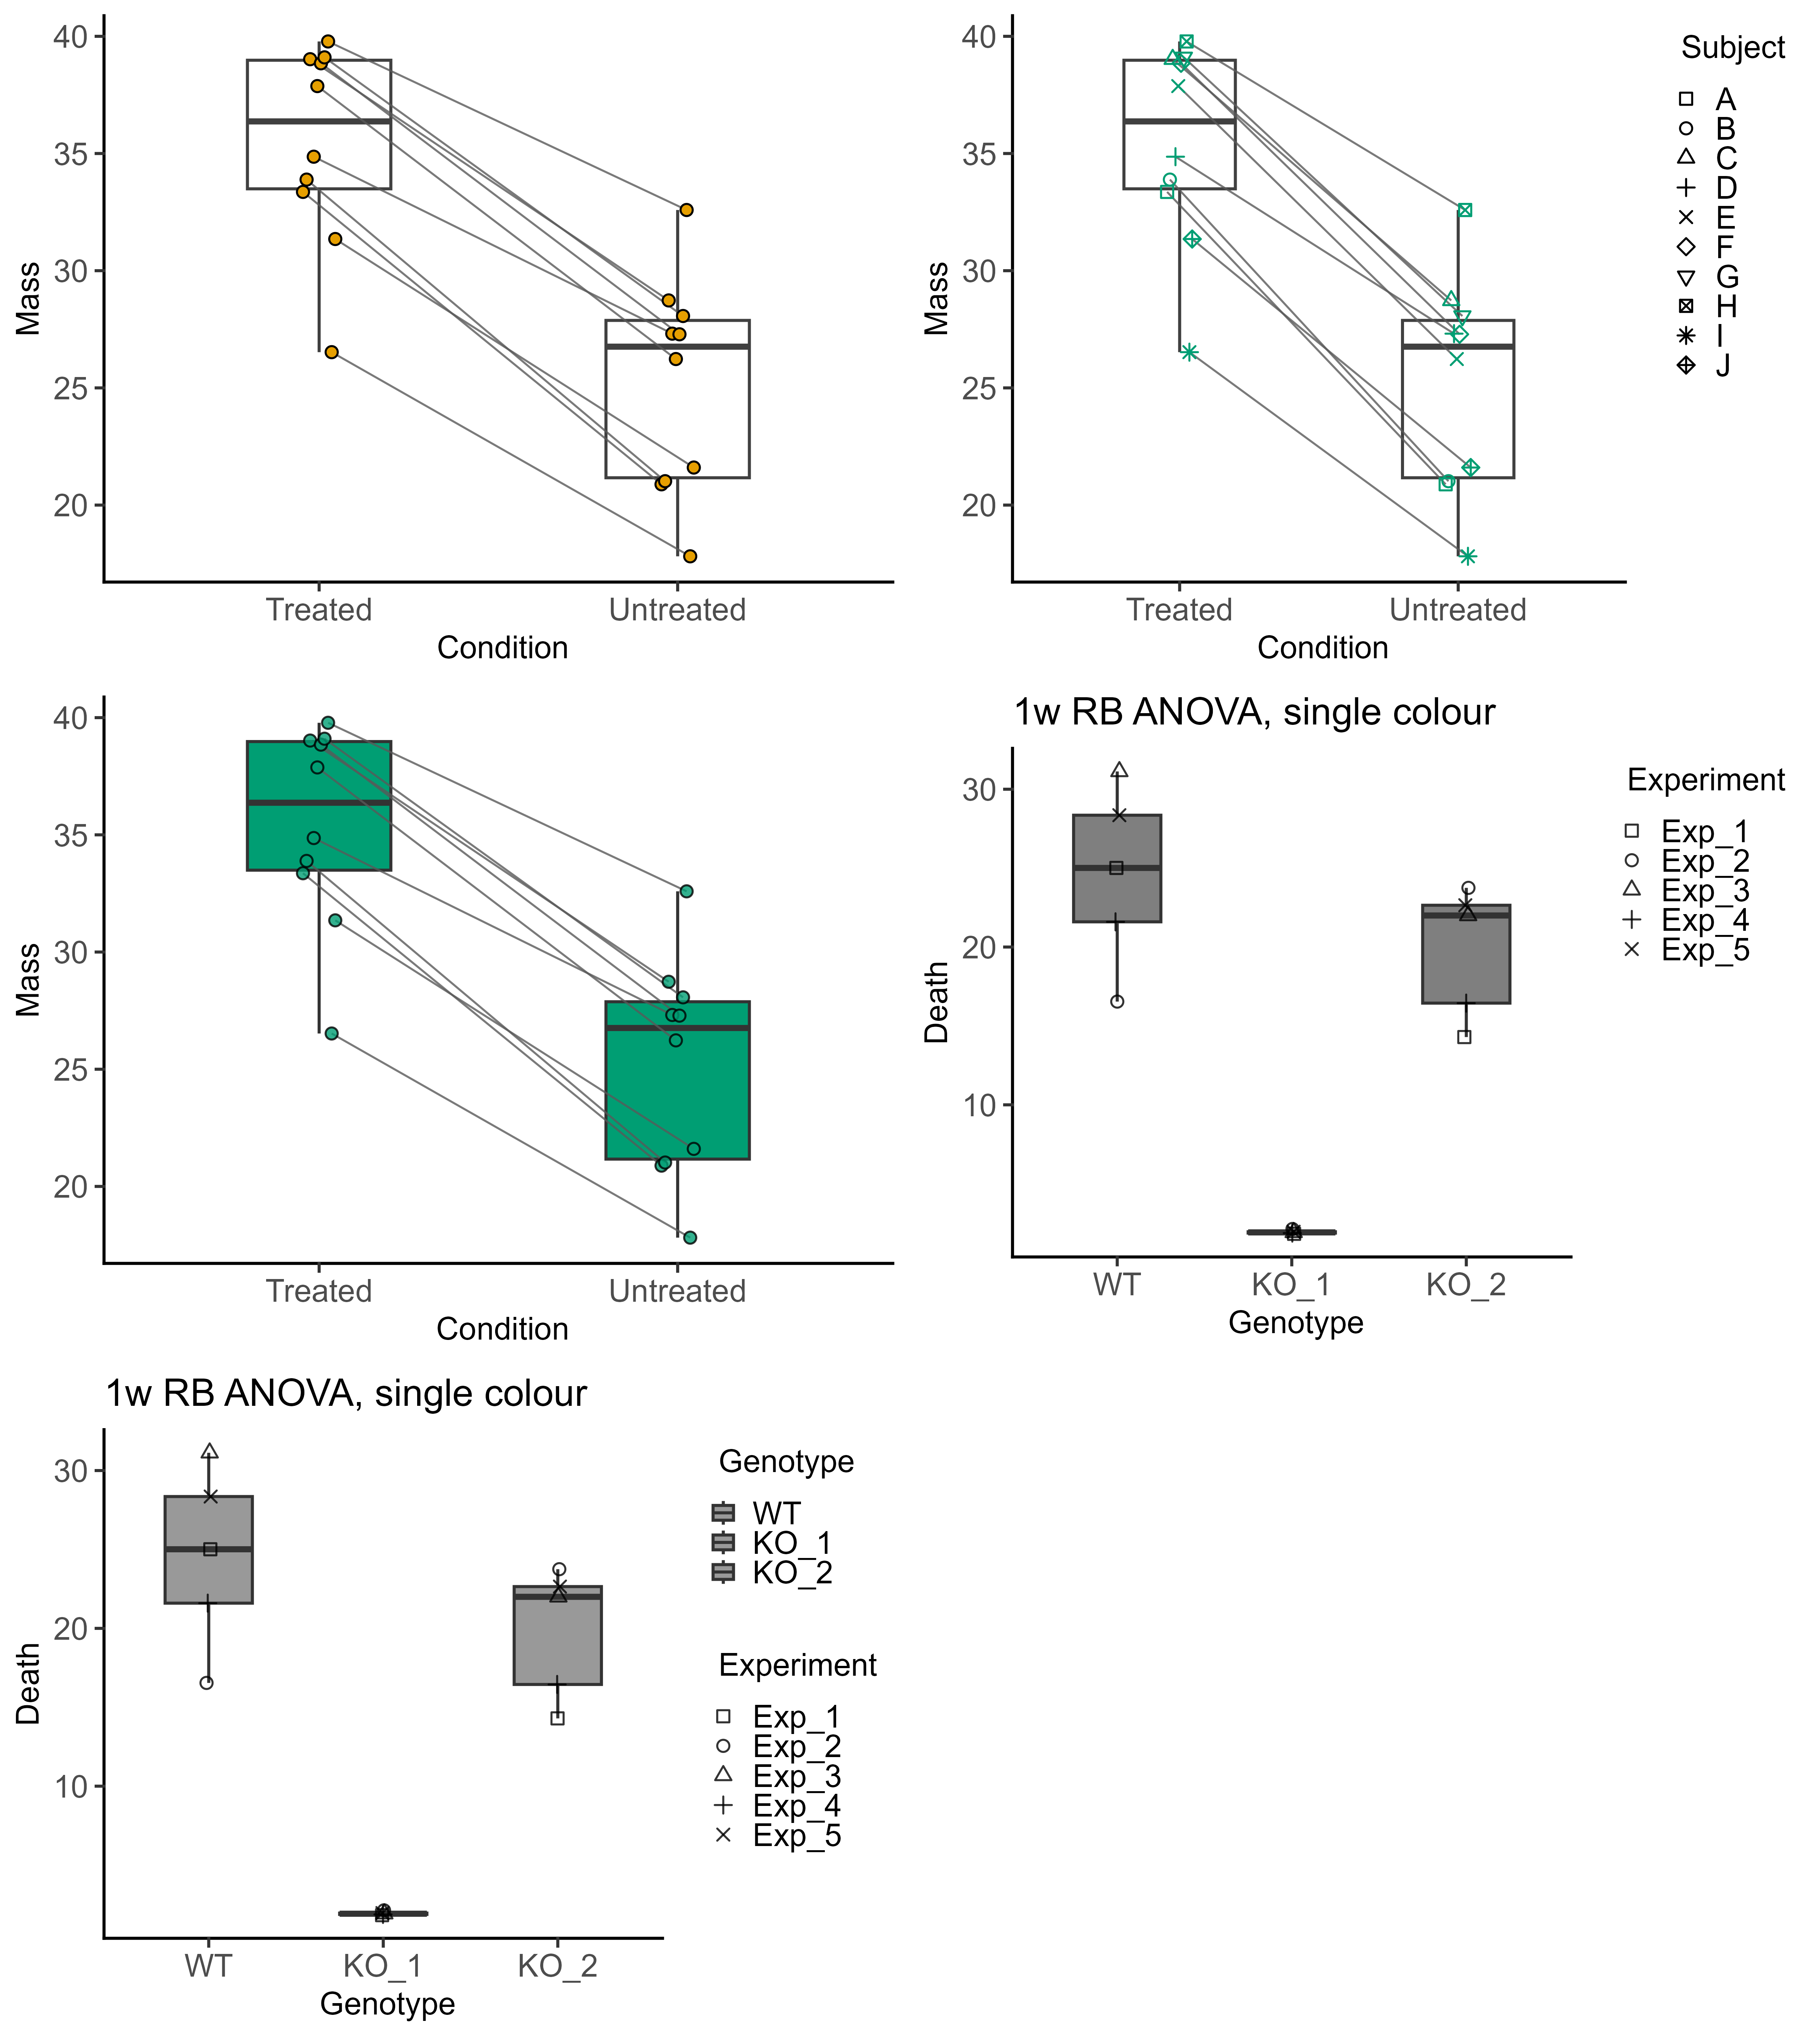 40
35
30
25
20
Mass
Treated
Untreated
Condition
40
35
30
25
20
Mass
Treated
Untreated
Condition
Subject
A
B
C
D
E
F
G
H
I
J
40
35
30
25
20
Mass
Treated
Untreated
Condition
1w RB ANOVA, single colour
30
20
10
Death
WT
KO_1
KO_2
Genotype
Experiment
Exp_1
Exp_2
Exp_3
Exp_4
Exp_5
1w RB ANOVA, single colour
30
20
10
Death
WT
KO_1
KO_2
Genotype
Genotype
WT
KO_1
KO_2
Experiment
Exp_1
Exp_2
Exp_3
Exp_4
Exp_5